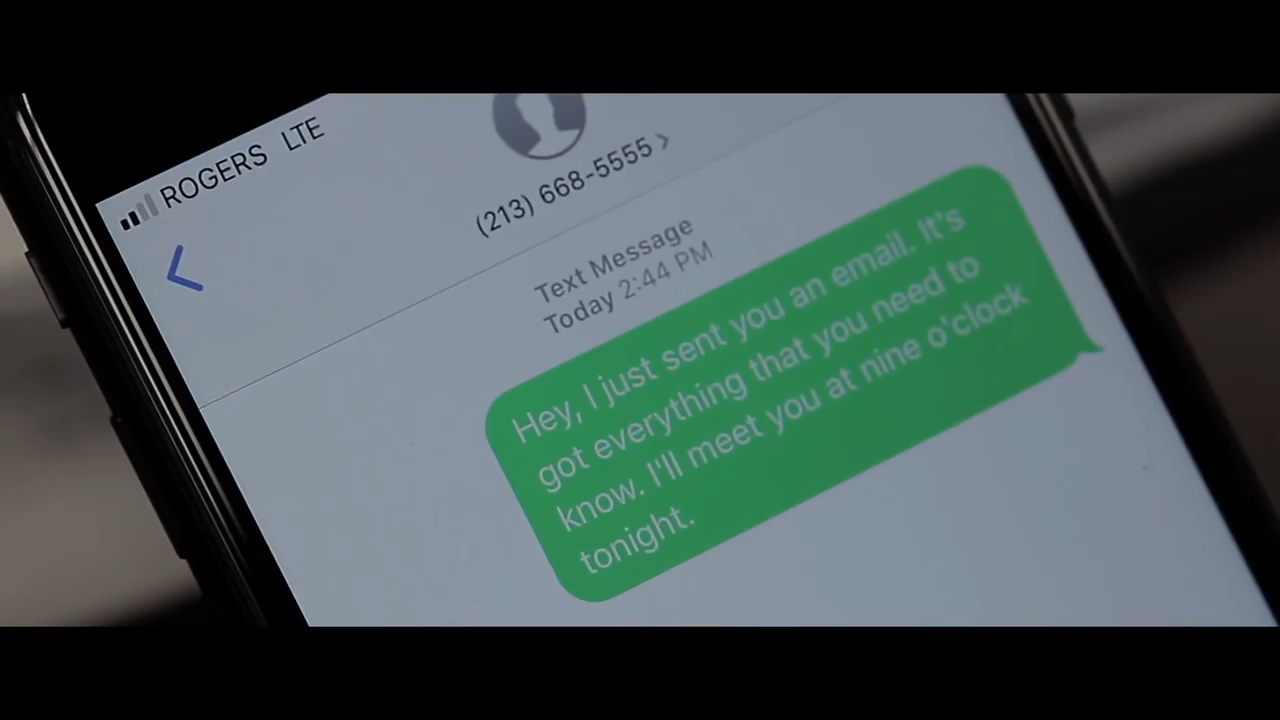 ROGERS LTE
(213) 668-5555 >
Text Message
Today 2:44 PM
Hey, I just sent you an email. It's
got everything that you need to
know. I'll meet you at nine o'clock
tonight.